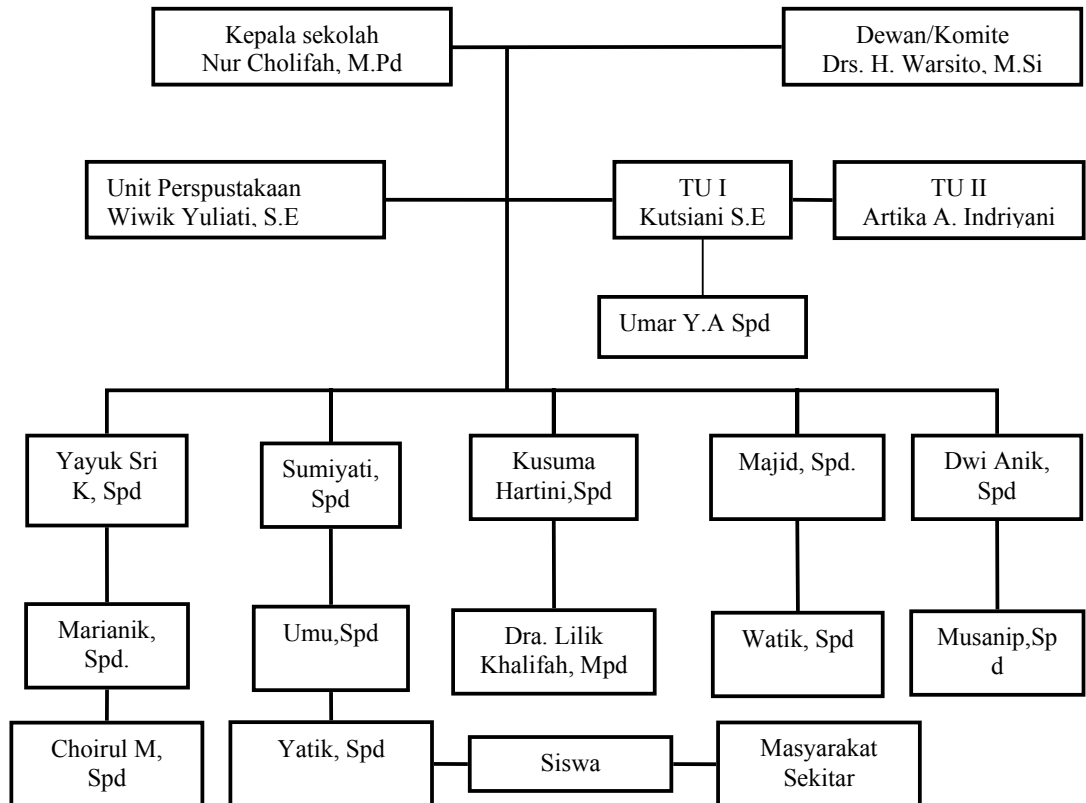 Kepala sekolah
Nur Cholifah, M.Pd
Dewan/Komite
Drs. H. Warsito, M.Si
Unit Perspustakaan
Wiwik Yuliati, S.E
TU I
Kutsiani S.E
TU II
Artika A. Indriyani
Umar Y.A Spd
Yayuk Sri
K, Spd
Sumiyati,
Spd
Kusuma
Hartini,Spd
Majid, Spd.
Dwi Anik,
Spd
Marianik,
Spd.
Umu,Spd
Dra. Lilik
Khalifah, Mpd
Watik, Spd
Musanip,Sp
d
Choirul M,
Spd
Yatik, Spd
Siswa
Masyarakat
Sekitar